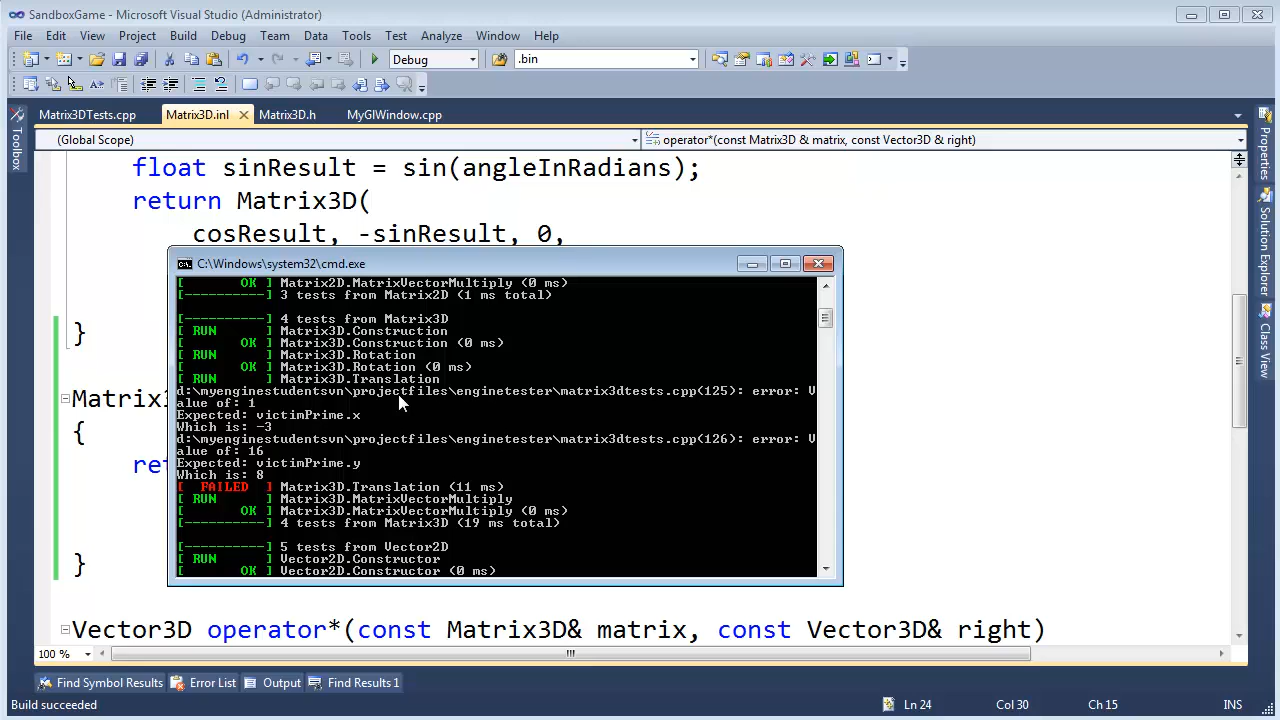 SandboxGame - Microsoft Visual Studio (Administrator)
File Edit View Project Build Debug Team Data Tools Test Analyze Window Help
Debug .bin
Matrix3DTests.cpp Matrix3D.inl Matrix3D.h MyGlWindow.cpp
(Global Scope) operator*(const Matrix3D & matrix, const Vector3D & right)
Toolbox
Properties
Solution Explorer
Class View
float sinResult = sin(angleInRadians);
return Matrix3D(
cosResult, -sinResult, 0,
}
{
}
C:\Windows\system32\cmd.exe
[       OK ] Matrix2D.MatrixVectorMultiply (0 ms)
[----------] 3 tests from Matrix2D (1 ms total)
[----------] 4 tests from Matrix3D
[ RUN      ] Matrix3D.Construction
[       OK ] Matrix3D.Construction (0 ms)
[ RUN      ] Matrix3D.Rotation
[       OK ] Matrix3D.Rotation (0 ms)
[ RUN      ] Matrix3D.Translation
d:\myenginestudentsvn\projectfiles\enginetester\matrix3dtests.cpp(125): error: V
alue of: 1
Expected: victimPrime.x
Which is: -3
d:\myenginestudentsvn\projectfiles\enginetester\matrix3dtests.cpp(126): error: V
alue of: 16
Expected: victimPrime.y
Which is: 8
[  FAILED  ] Matrix3D.Translation (11 ms)
[ RUN      ] Matrix3D.MatrixVectorMultiply
[       OK ] Matrix3D.MatrixVectorMultiply (0 ms)
[----------] 4 tests from Matrix3D (19 ms total)
[----------] 5 tests from Vector2D
[ RUN      ] Vector2D.Constructor
[       OK ] Vector2D.Constructor (0 ms)
Vector3D operator*(const Matrix3D& matrix, const Vector3D& right)
100 %
Find Symbol Results Error List Output Find Results 1
Build succeeded Ln 24 Col 30 Ch 15 INS